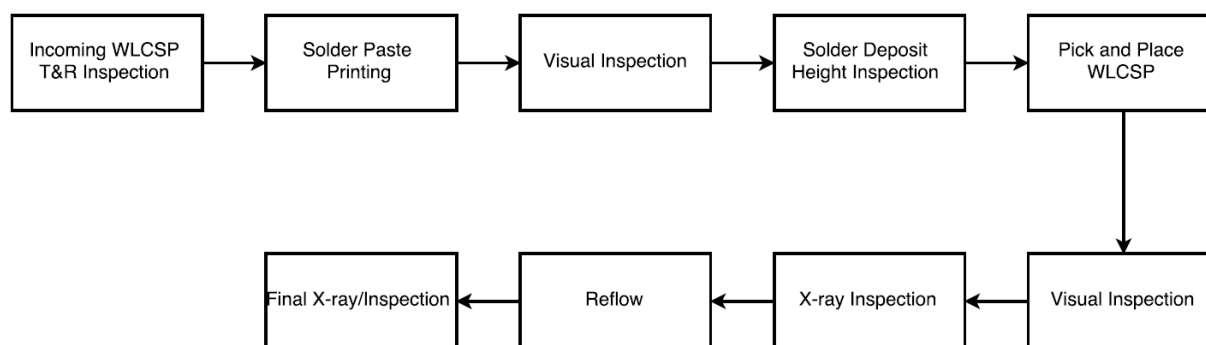 Incoming WLCSP
T&R Inspection
Solder Paste
Printing
Visual Inspection
Solder Deposit
Height Inspection
Pick and Place
WLCSP
Final X-ray/Inspection
Reflow
X-ray Inspection
Visual Inspection